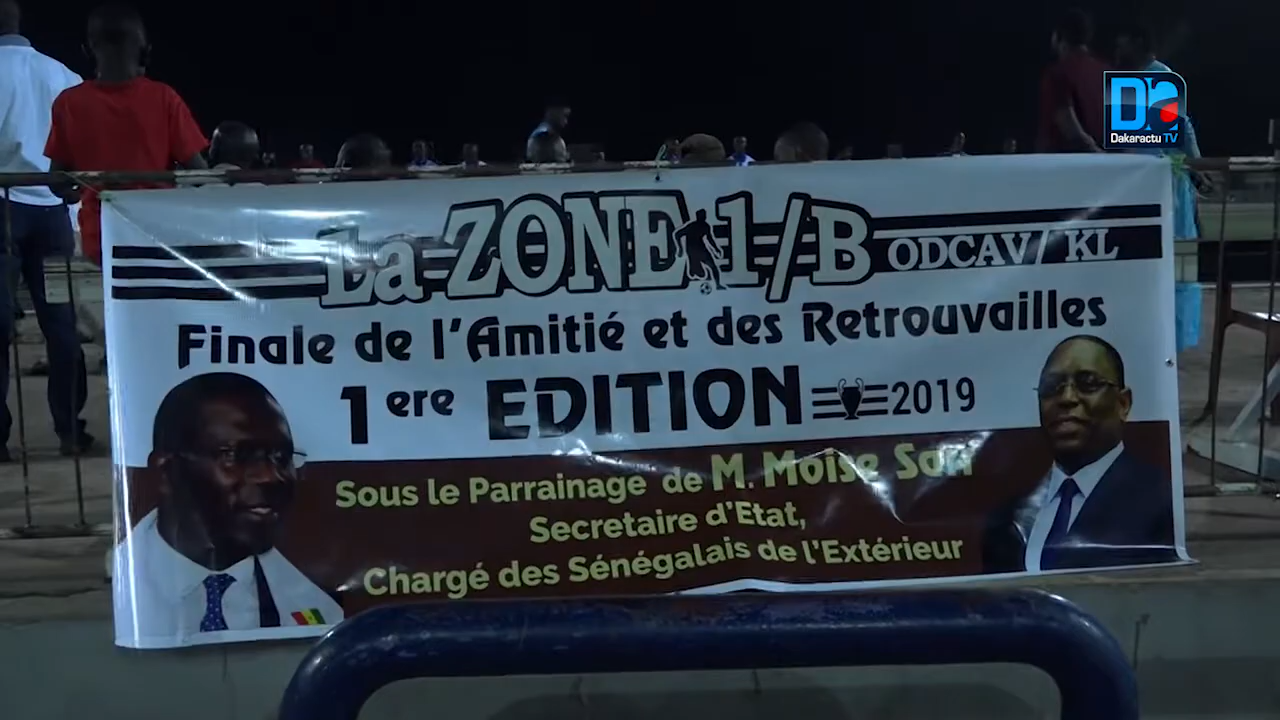 Dakaractu TV
La ZONE 1/B ODCAV/ KL
Finale de l'Amitié et des Retrouvailles
1ere EDITION 2019
Sous le Parrainage de M. Moise Sarr
Secretaire d'Etat,
Chargé des Sénégalais de l'Extérieur